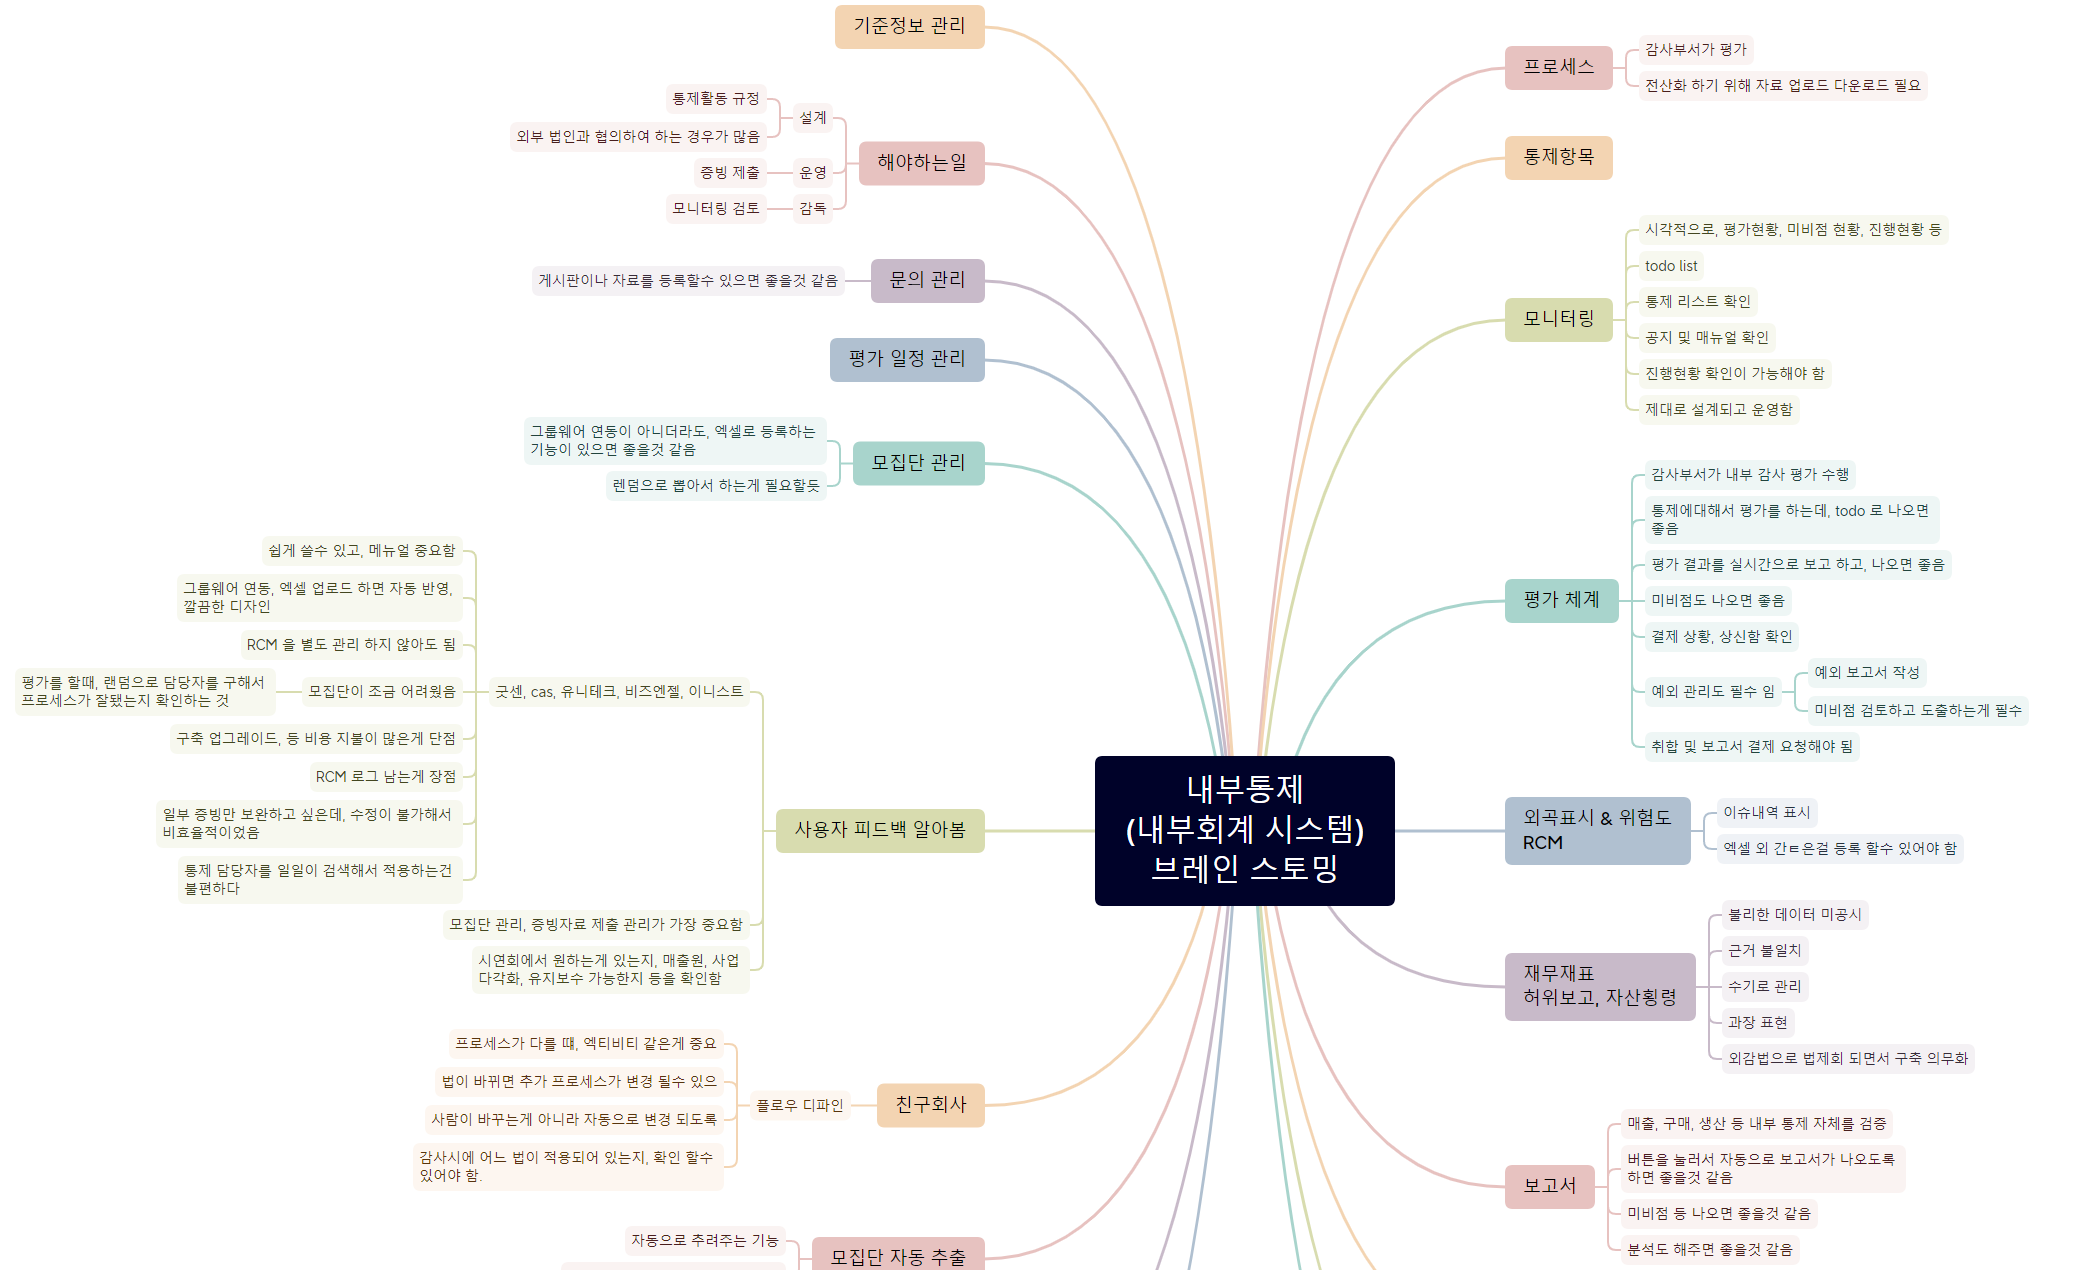 내부통제
(내부회계 시스템)
브레인 스토밍
기준정보 관리
해야하는일
설계
통제활동 규정
외부 법인과 협의하여 하는 경우가 많음
운영
증빙 제출
감독
모니터링 검토
문의 관리
게시판이나 자료를 등록할수 있으면 좋을것 같음
평가 일정 관리
모집단 관리
그룹웨어 연동이 아니더라도, 엑셀로 등록하는
기능이 있으면 좋을것 같음
렌덤으로 뽑아서 하는게 필요할듯
사용자 피드백 알아봄
굿센, cas, 유니테크, 비즈엔젤, 이니스트
쉽게 쓸수 있고, 메뉴얼 중요함
그룹웨어 연동, 엑셀 업로드 하면 자동 반영,
깔끔한 디자인
RCM 을 별도 관리 하지 않아도 됨
모집단이 조금 어려웠음
평가를 할때, 랜덤으로 담당자를 구해서
프로세스가 잘됐는지 확인하는 것
구축 업그레이드, 등 비용 지불이 많은게 단점
RCM 로그 남는게 장점
일부 증빙만 보완하고 싶은데, 수정이 불가해서
비효율적이었음
통제 담당자를 일일이 검색해서 적용하는건
불편하다
모집단 관리, 증빙자료 제출 관리가 가장 중요함
시연회에서 원하는게 있는지, 매출원, 사업
다각화, 유지보수 가능한지 등을 확인함
친구회사
플로우 디파인
프로세스가 다를 떄, 엑티비티 같은게 중요
법이 바뀌면 추가 프로세스가 변경 될수 있으
사람이 바꾸는게 아니라 자동으로 변경 되도록
감사시에 어느 법이 적용되어 있는지, 확인 할수
있어야 함.
모집단 자동 추출
자동으로 추려주는 기능
프로세스
감사부서가 평가
전산화 하기 위해 자료 업로드 다운로드 필요
통제항목
모니터링
시각적으로, 평가현황, 미비점 현황, 진행현황 등
todo list
통제 리스트 확인
공지 및 매뉴얼 확인
진행현황 확인이 가능해야 함
제대로 설계되고 운영함
평가 체계
감사부서가 내부 감사 평가 수행
통제에대해서 평가를 하는데, todo 로 나오면
좋음
평가 결과를 실시간으로 보고 하고, 나오면 좋음
미비점도 나오면 좋음
결제 상황, 상신함 확인
예외 관리도 필수 임
예외 보고서 작성
미비점 검토하고 도출하는게 필수
취합 및 보고서 결제 요청해야 됨
외곡표시 & 위험도
RCM
이슈내역 표시
엑셀 외 간ㅌ은걸 등록 할수 있어야 함
재무재표
허위보고, 자산횡령
불리한 데이터 미공시
근거 불일치
수기로 관리
과장 표현
외감법으로 법제회 되면서 구축 의무화
보고서
매출, 구매, 생산 등 내부 통제 자체를 검증
버튼을 눌러서 자동으로 보고서가 나오도록
하면 좋을것 같음
미비점 등 나오면 좋을것 같음
분석도 해주면 좋을것 같음